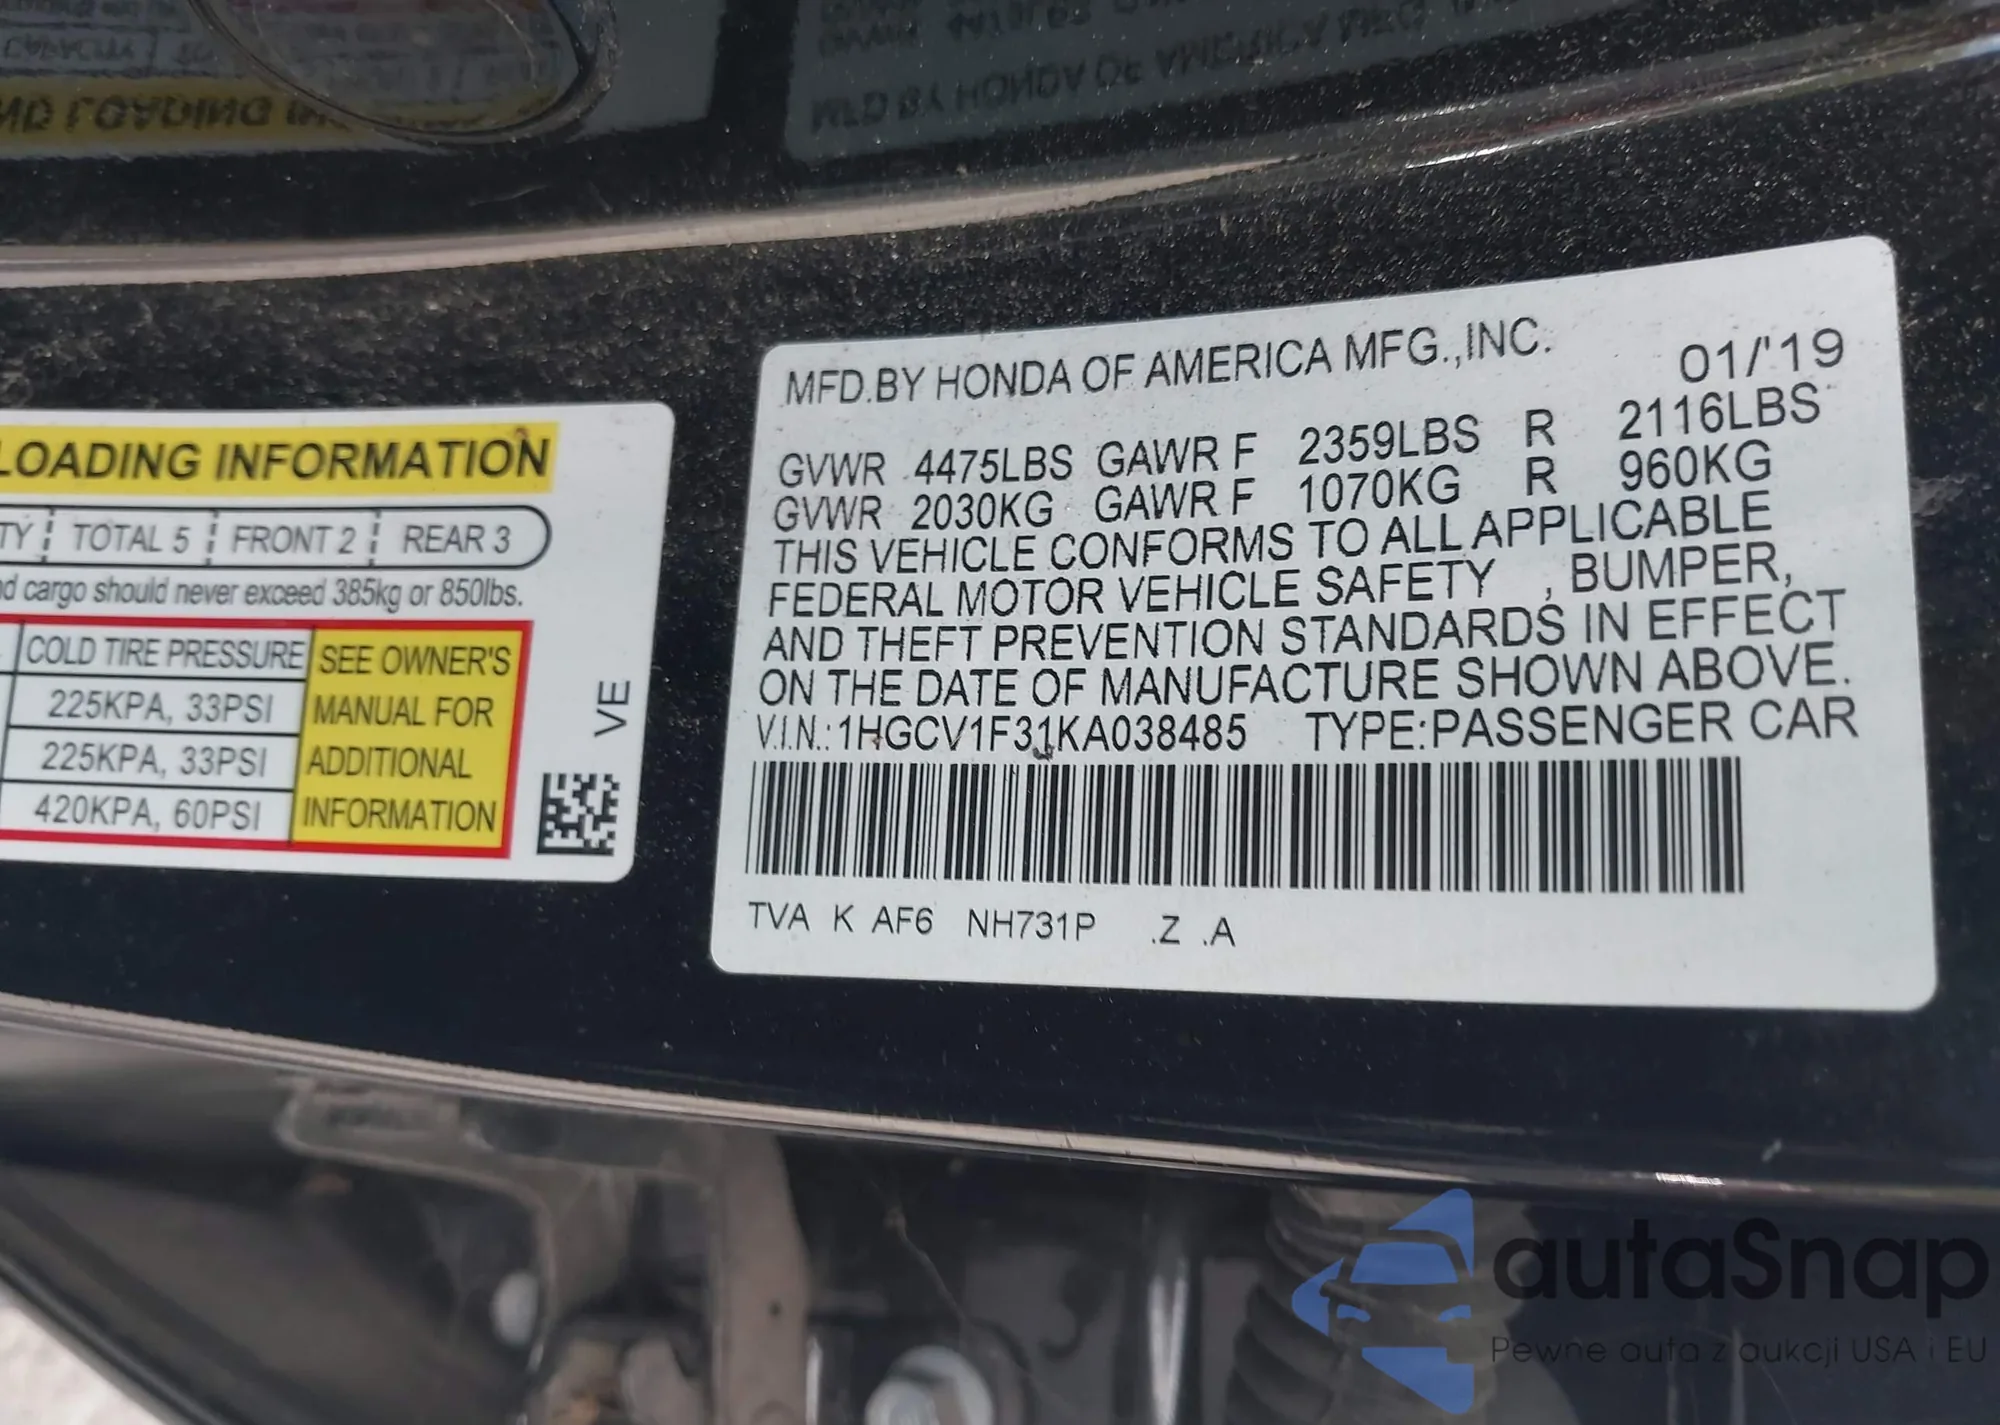 LOADING INFORMATION
TY TOTAL 5 FRONT 2 REAR 3
cargo should never exceed 385kg or 850lbs.
COLD TIRE PRESSURE
225KPA, 33PSI
225KPA, 33PSI
420KPA, 60PSI
SEE OWNER'S
MANUAL FOR
ADDITIONAL
INFORMATION
VE
MFD.BY HONDA OF AMERICA MFG.,INC. 01/'19
GVWR 4475LBS GAWR F 2359LBS R 2116LBS
GVWR 2030KG GAWR F 1070KG R 960KG
THIS VEHICLE CONFORMS TO ALL APPLICABLE
FEDERAL MOTOR VEHICLE SAFETY , BUMPER,
AND THEFT PREVENTION STANDARDS IN EFFECT
ON THE DATE OF MANUFACTURE SHOWN ABOVE.
V.I.N.:1HGCV1F31KA038485 TYPE:PASSENGER CAR
TVA K AF6 NH731P .Z .A
autaSnap
Pewne auta z aukcji USA i EU